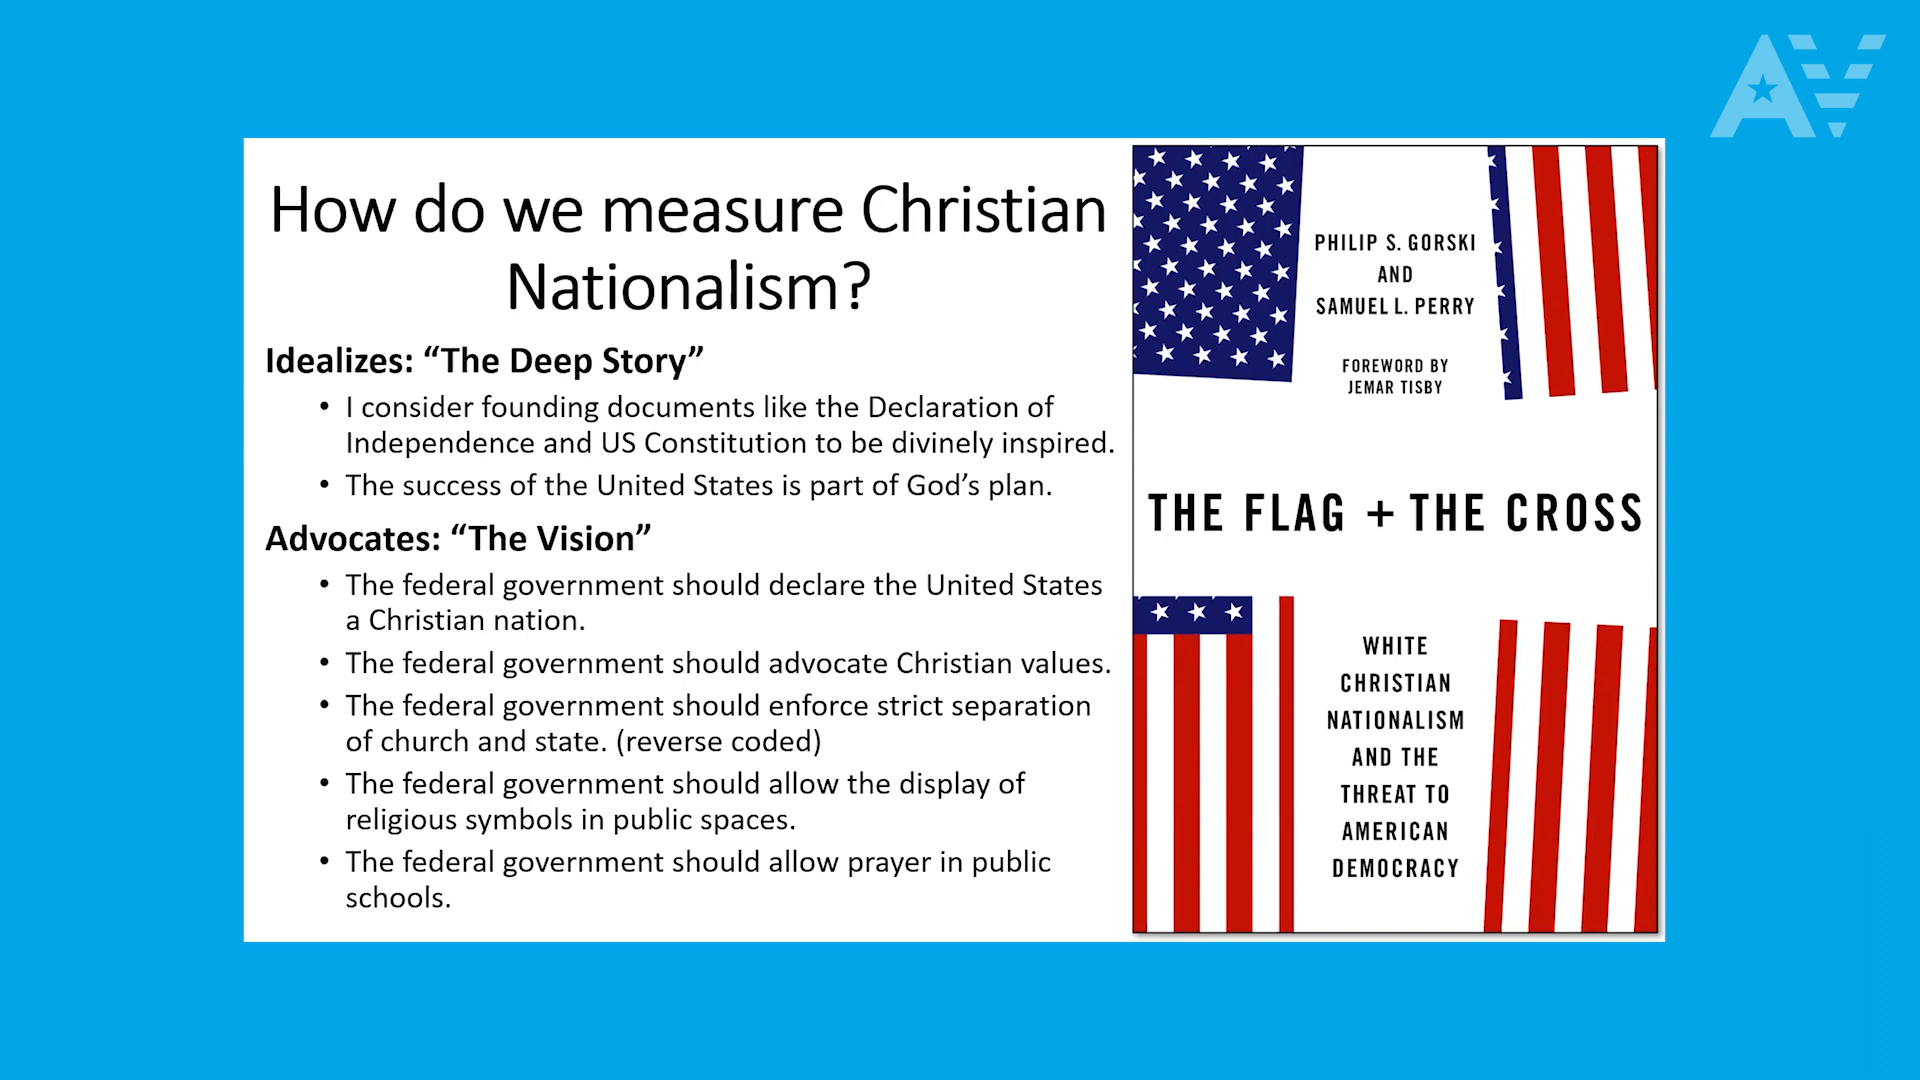 AV
How do we measure Christian
Nationalism?
Idealizes: “The Deep Story”
• I consider founding documents like the Declaration of
Independence and US Constitution to be divinely inspired.
• The success of the United States is part of God’s plan.
Advocates: “The Vision”
• The federal government should declare the United States
a Christian nation.
• The federal government should advocate Christian values.
• The federal government should enforce strict separation
of church and state. (reverse coded)
• The federal government should allow the display of
religious symbols in public spaces.
• The federal government should allow prayer in public
schools.
PHILIP S. GORSKI
AND
SAMUEL L. PERRY
FOREWORD BY
JEMAR TISBY
THE FLAG + THE CROSS
WHITE
CHRISTIAN
NATIONALISM
AND THE
THREAT TO
AMERICAN
DEMOCRACY